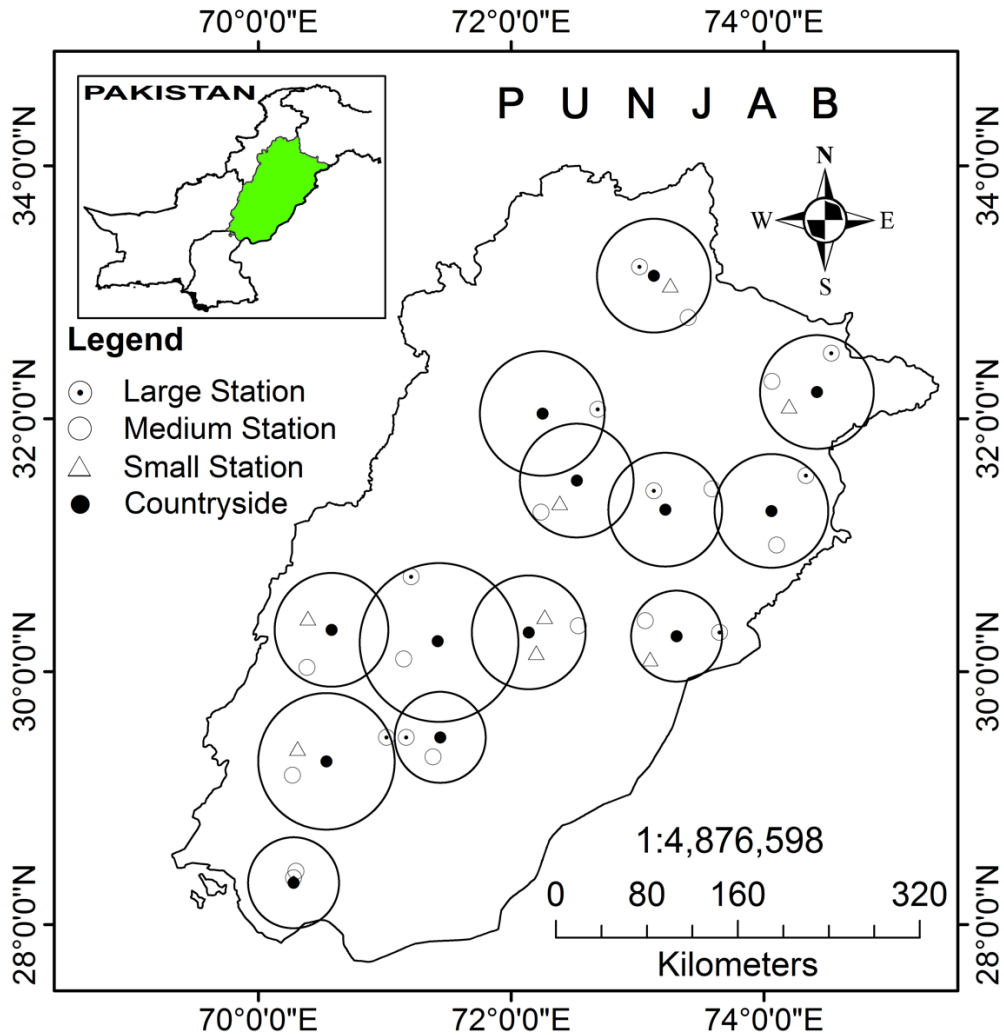 70°0'0"E 72°0'0"E 74°0'0"E
PAKISTAN
P U N J A B
N
W E
S
34°0'0"N 34°0'0"N
Legend
Large Station
Medium Station
Small Station
Countryside
32°0'0"N 32°0'0"N
30°0'0"N 30°0'0"N
1:4,876,598
0 80 160 320
Kilometers
28°0'0"N 28°0'0"N
70°0'0"E 72°0'0"E 74°0'0"E